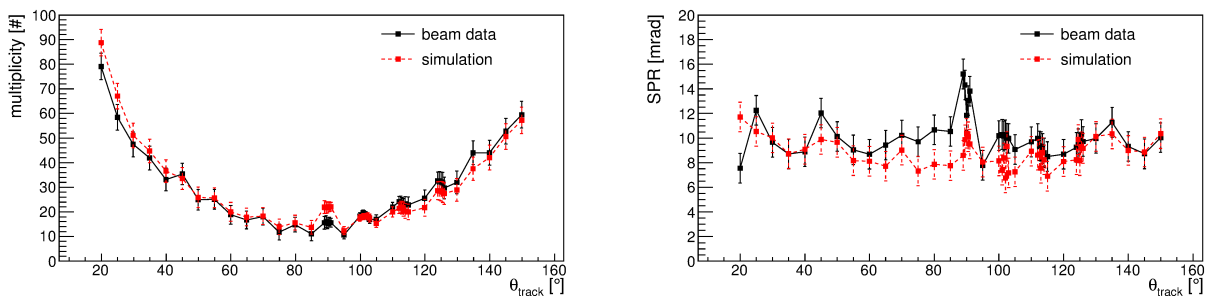 multiplicity [#]
100
90
80
70
60
50
40
30
20
10
0
beam data
simulation
20 40 60 80 100 120 140 160
θtrack [°]
SPR [mrad]
20
18
16
14
12
10
8
6
4
2
0
beam data
simulation
20 40 60 80 100 120 140 160
θtrack [°]